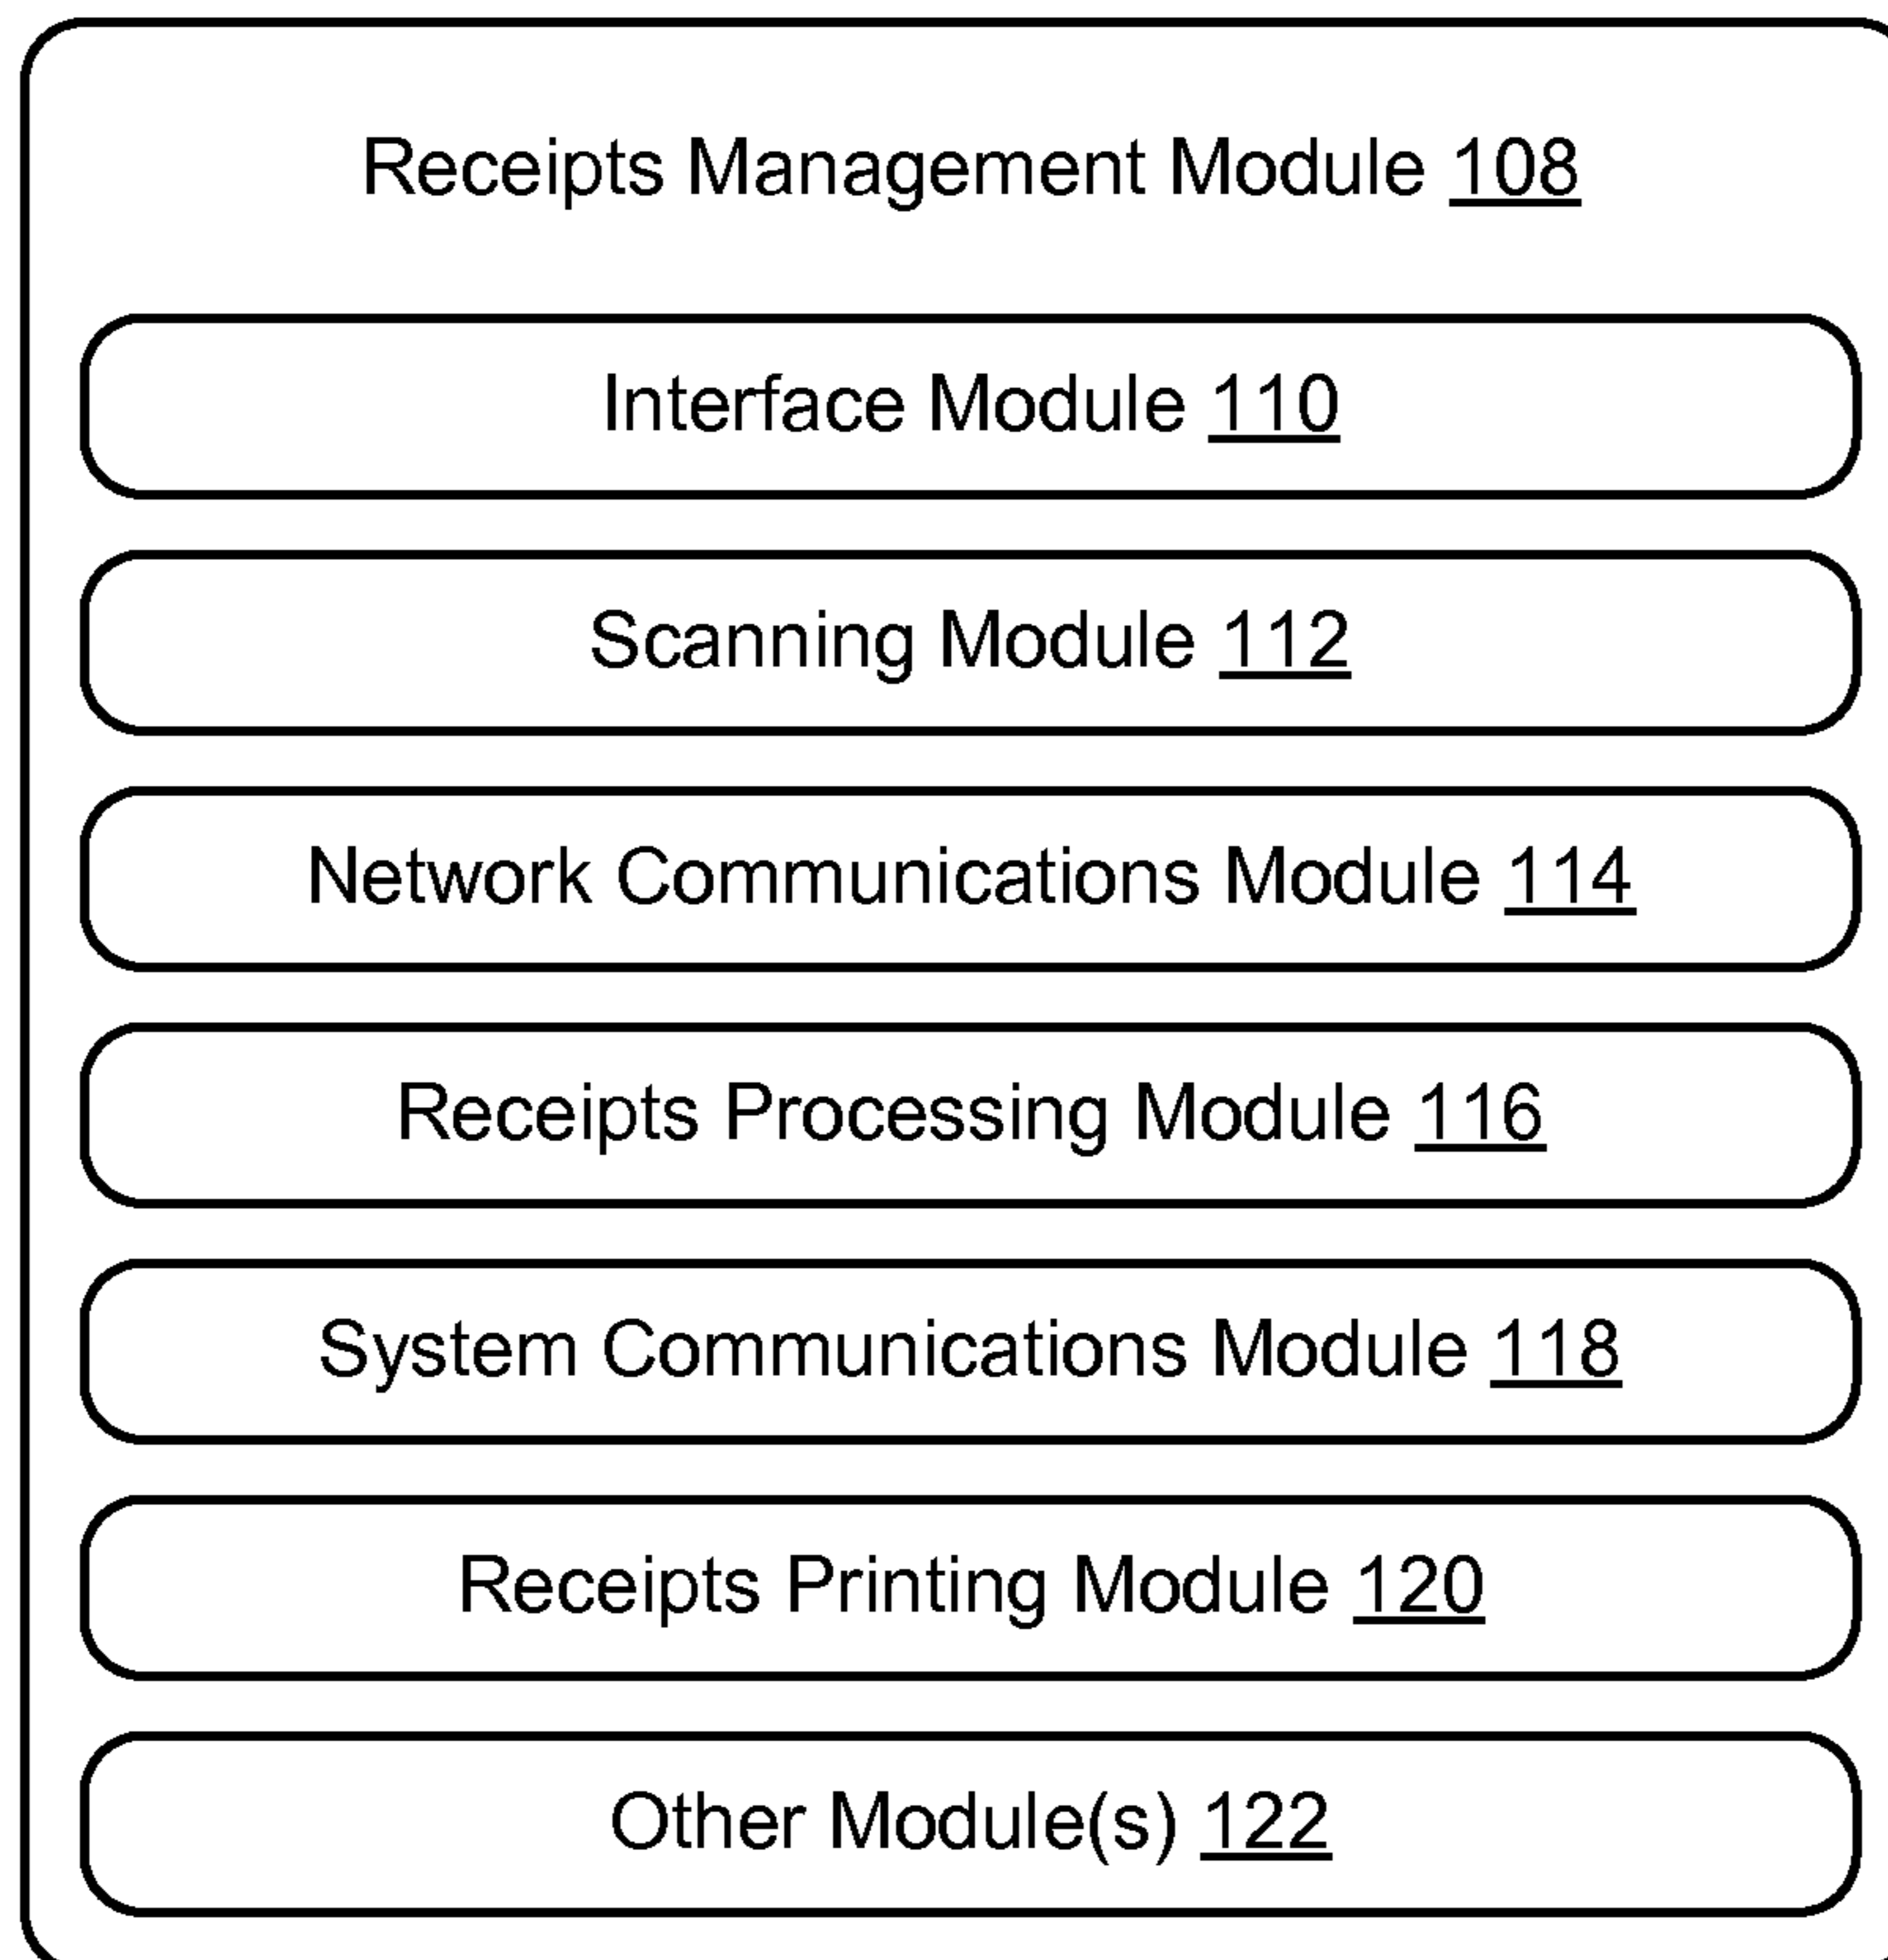 Receipts Management Module 108
Interface Module 110
Scanning Module 112
Network Communications Module 114
Receipts Processing Module 116
System Communications Module 118
Receipts Printing Module 120
Other Module(s) 122